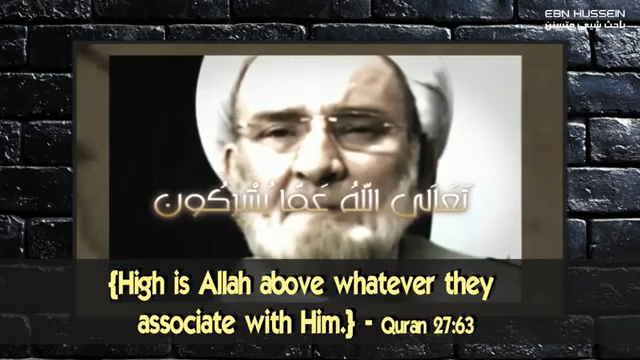 EBN HUSSEIN
باحث شيعي متسنن
تَعَالَى اللَّهُ عَمَّا يُشْرِكُونَ
{High is Allah above whatever they
associate with Him.} - Quran 27:63